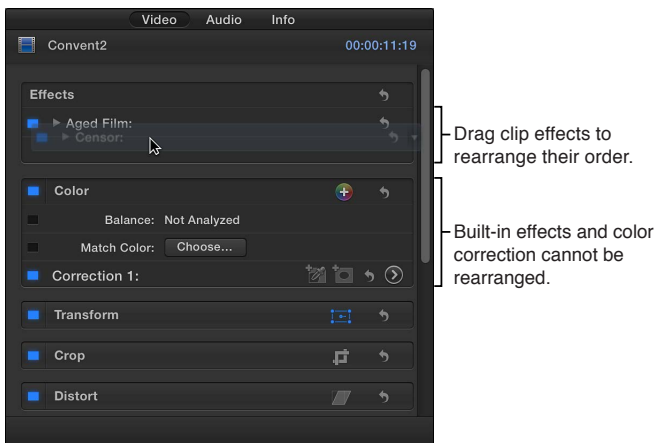 Video Audio Info
Convent2 00:00:11:19
Effects
Aged Film:
Censor:
Drag clip effects to
rearrange their order.
Color
Balance: Not Analyzed
Match Color: Choose...
Correction 1:
Built-in effects and color
correction cannot be
rearranged.
Transform
Crop
Distort